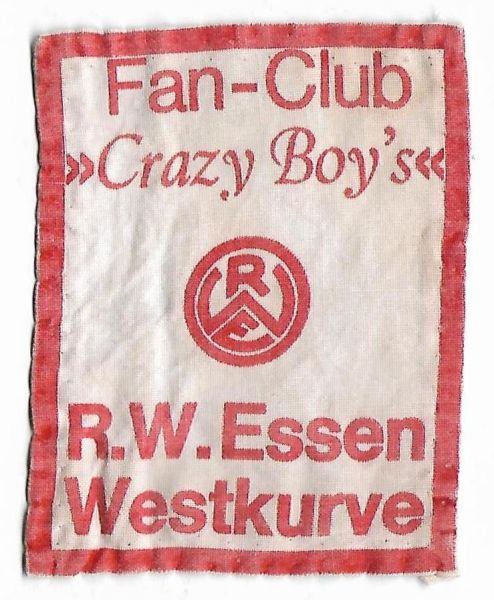 Fan-Club
»Crazy Boy's«
R
W
E
R.W.Essen
Westkurve